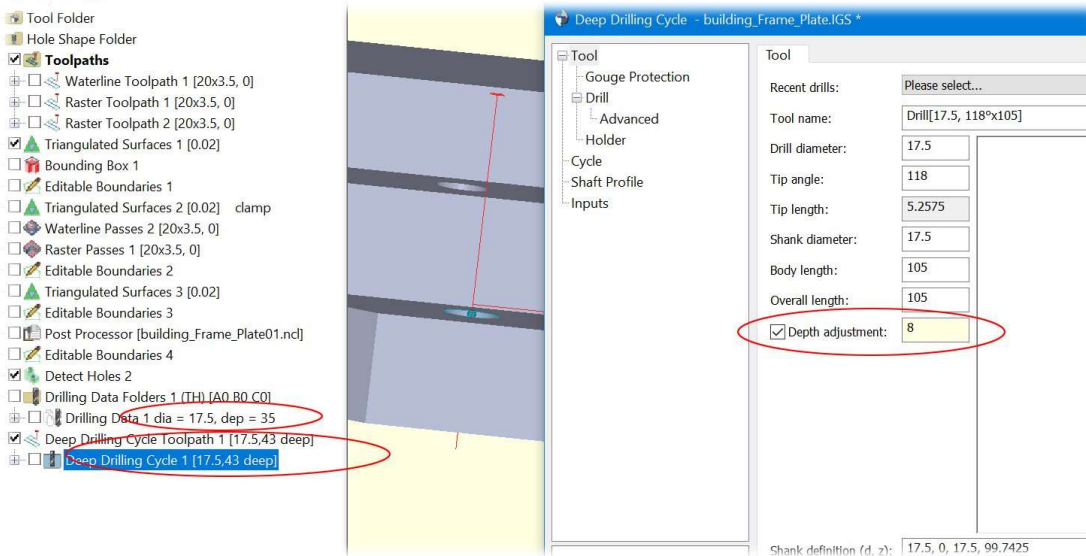 Tool Folder
Hole Shape Folder
Toolpaths
Waterline Toolpath 1 [20x3.5, 0]
Raster Toolpath 1 [20x3.5, 0]
Raster Toolpath 2 [20x3.5, 0]
Triangulated Surfaces 1 [0.02]
Bounding Box 1
Editable Boundaries 1
Triangulated Surfaces 2 [0.02] clamp
Waterline Passes 2 [20x3.5, 0]
Raster Passes 1 [20x3.5, 0]
Editable Boundaries 2
Triangulated Surfaces 3 [0.02]
Editable Boundaries 3
Post Processor [building_Frame_Plate01.ncl]
Editable Boundaries 4
Detect Holes 2
Drilling Data Folders 1 (TH) [A0 B0 C0]
Drilling Data 1 dia = 17.5, dep = 35
Deep Drilling Cycle Toolpath 1 [17.5,43 deep]
Deep Drilling Cycle 1 [17.5,43 deep]
Deep Drilling Cycle - building_Frame_Plate.IGS *
Tool
Gouge Protection
Drill
Advanced
Holder
Cycle
Shaft Profile
Inputs
Tool
Recent drills: Please select...
Tool name: Drill[17.5, 118°x105]
Drill diameter: 17.5
Tip angle: 118
Tip length: 5.2575
Shank diameter: 17.5
Body length: 105
Overall length: 105
Depth adjustment: 8
Shank definition (d, z): 17.5, 0, 17.5, 99.7425